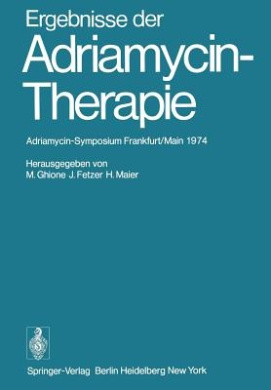 Ergebnisse der
Adriamycin-
Therapie
Adriamycin-Symposium Frankfurt/Main 1974
Herausgegeben von
M. Ghione J. Fetzer H. Maier
Springer-Verlag Berlin Heidelberg New York